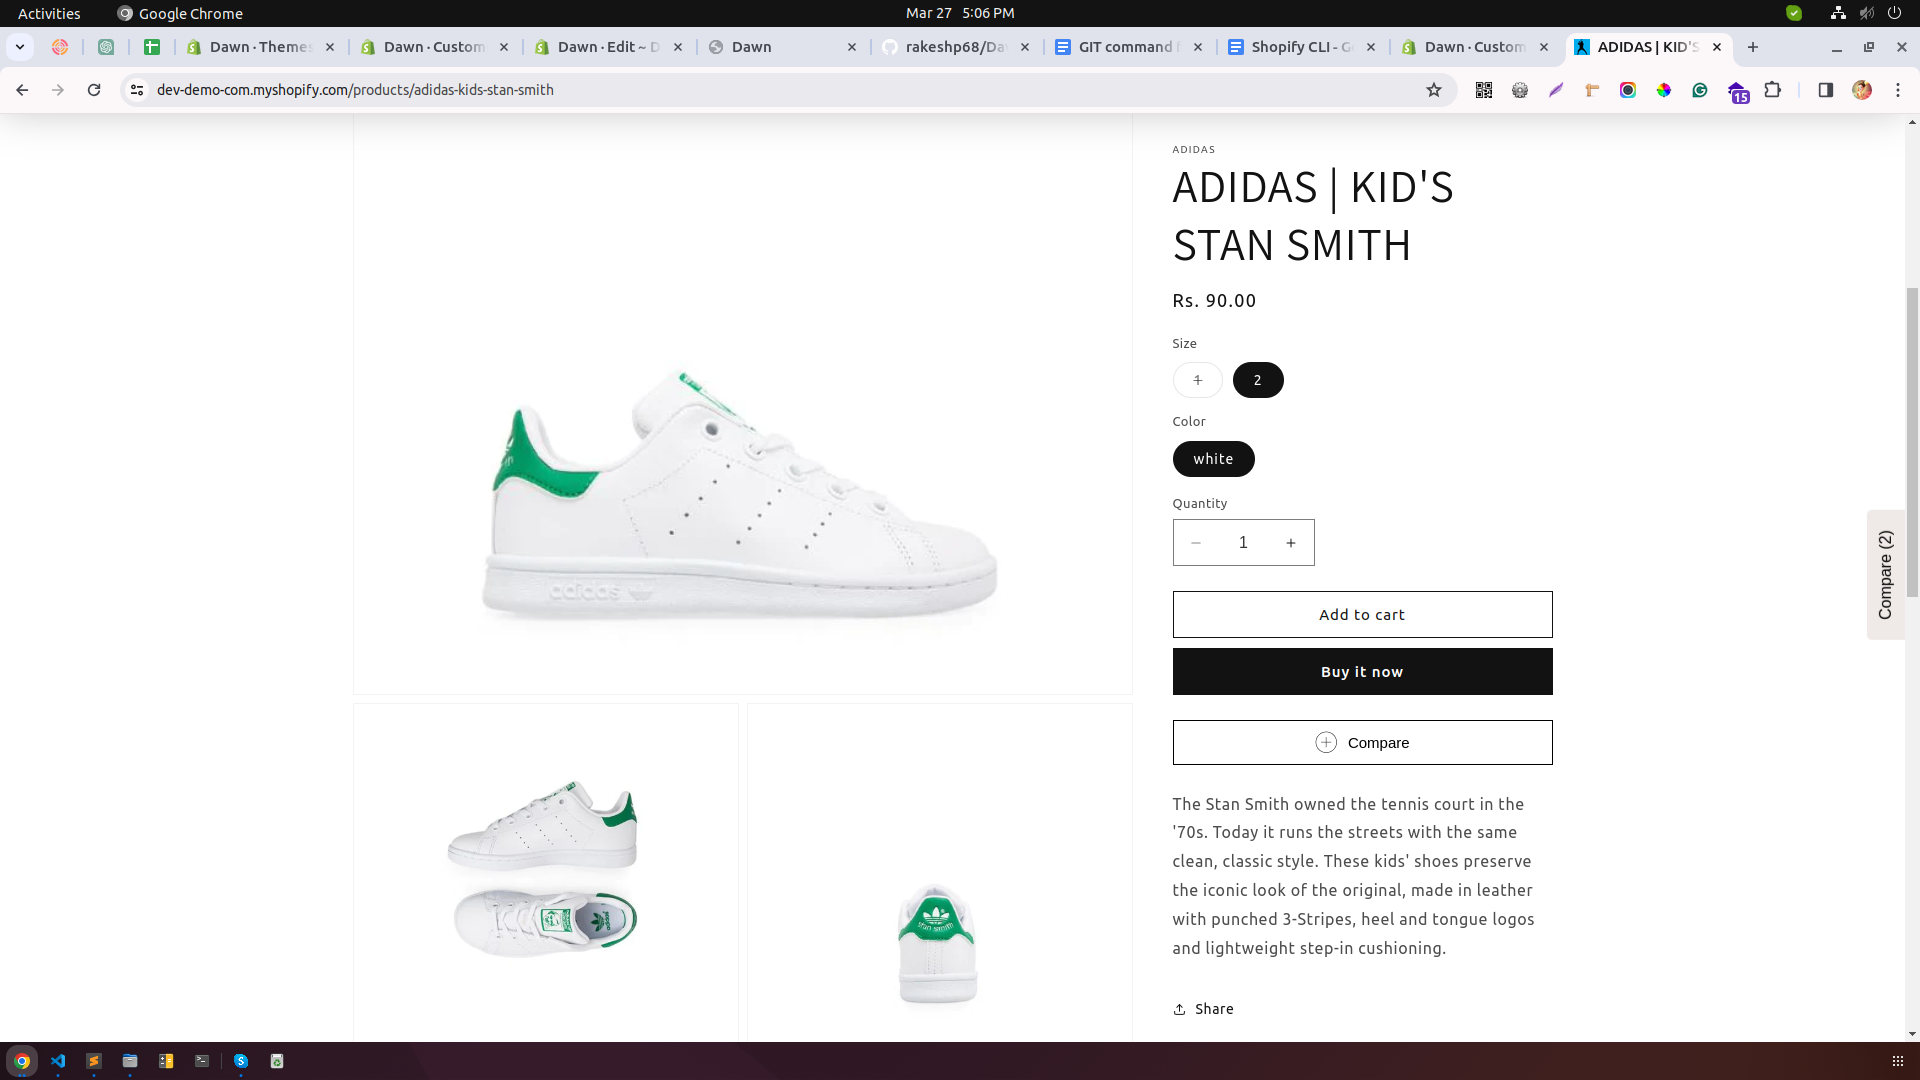 Activities
Google Chrome
Mar 27 5:06 PM
Dawn · Themes
Dawn · Custom
Dawn · Edit ~ D
Dawn
rakeshp68/Da
GIT command
Shopify CLI - G
Dawn · Custom
ADIDAS | KID'S
dev-demo-com.myshopify.com/products/adidas-kids-stan-smith
15
ADIDAS
ADIDAS | KID'S
STAN SMITH
Rs. 90.00
Size
1
2
Color
white
Quantity
1
Add to cart
Buy it now
Compare
Compare (2)
The Stan Smith owned the tennis court in the
'70s. Today it runs the streets with the same
clean, classic style. These kids' shoes preserve
the iconic look of the original, made in leather
with punched 3-Stripes, heel and tongue logos
and lightweight step-in cushioning.
Share
adidas